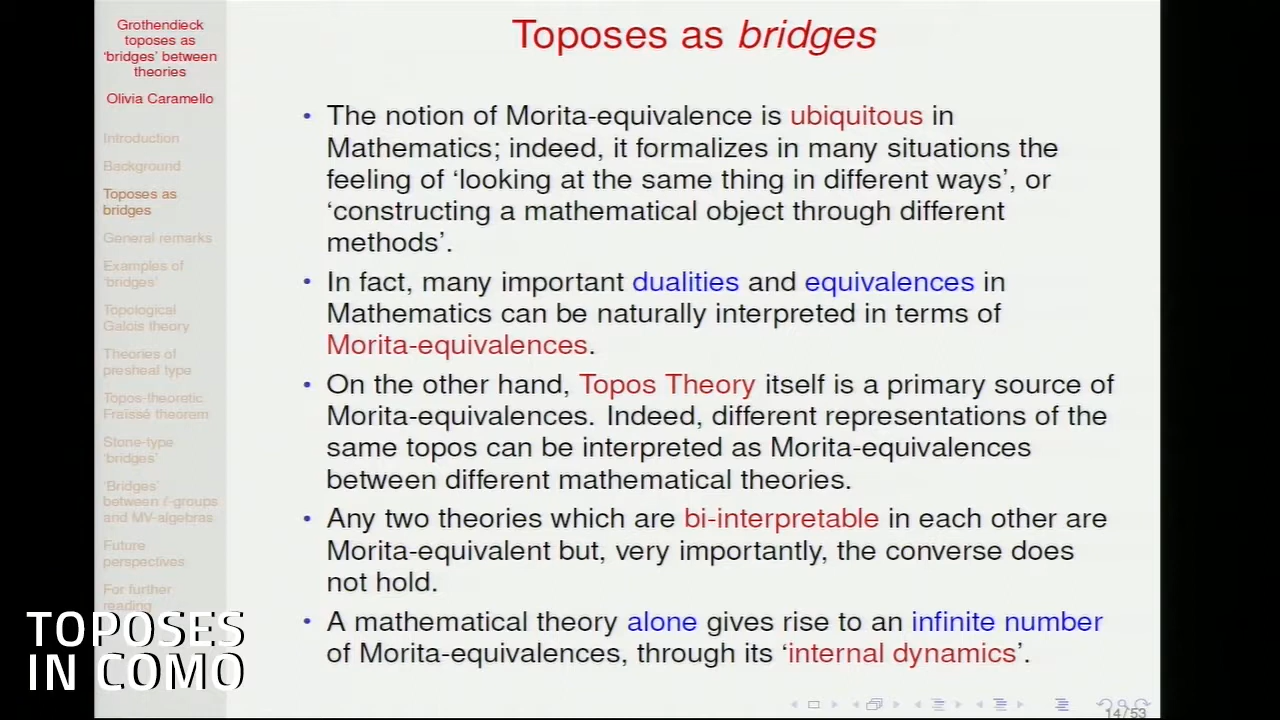 Grothendieck
toposes as
'bridges' between
theories
Olivia Caramello
Introduction
Background
Toposes as
bridges
General remarks
Examples of
'bridges'
Topological
Galois theory
Theories of
presheaf type
Topos-theoretic
Fraïssé theorem
Stone-type
'bridges'
'Bridges'
between ℓ-groups
and MV-algebras
Future
perspectives
For further
reading
TOPOSES
IN COMO
Toposes as bridges
• The notion of Morita-equivalence is ubiquitous in
Mathematics; indeed, it formalizes in many situations the
feeling of 'looking at the same thing in different ways', or
'constructing a mathematical object through different
methods'.
• In fact, many important dualities and equivalences in
Mathematics can be naturally interpreted in terms of
Morita-equivalences.
• On the other hand, Topos Theory itself is a primary source of
Morita-equivalences. Indeed, different representations of the
same topos can be interpreted as Morita-equivalences
between different mathematical theories.
• Any two theories which are bi-interpretable in each other are
Morita-equivalent but, very importantly, the converse does
not hold.
• A mathematical theory alone gives rise to an infinite number
of Morita-equivalences, through its 'internal dynamics'.
14/53